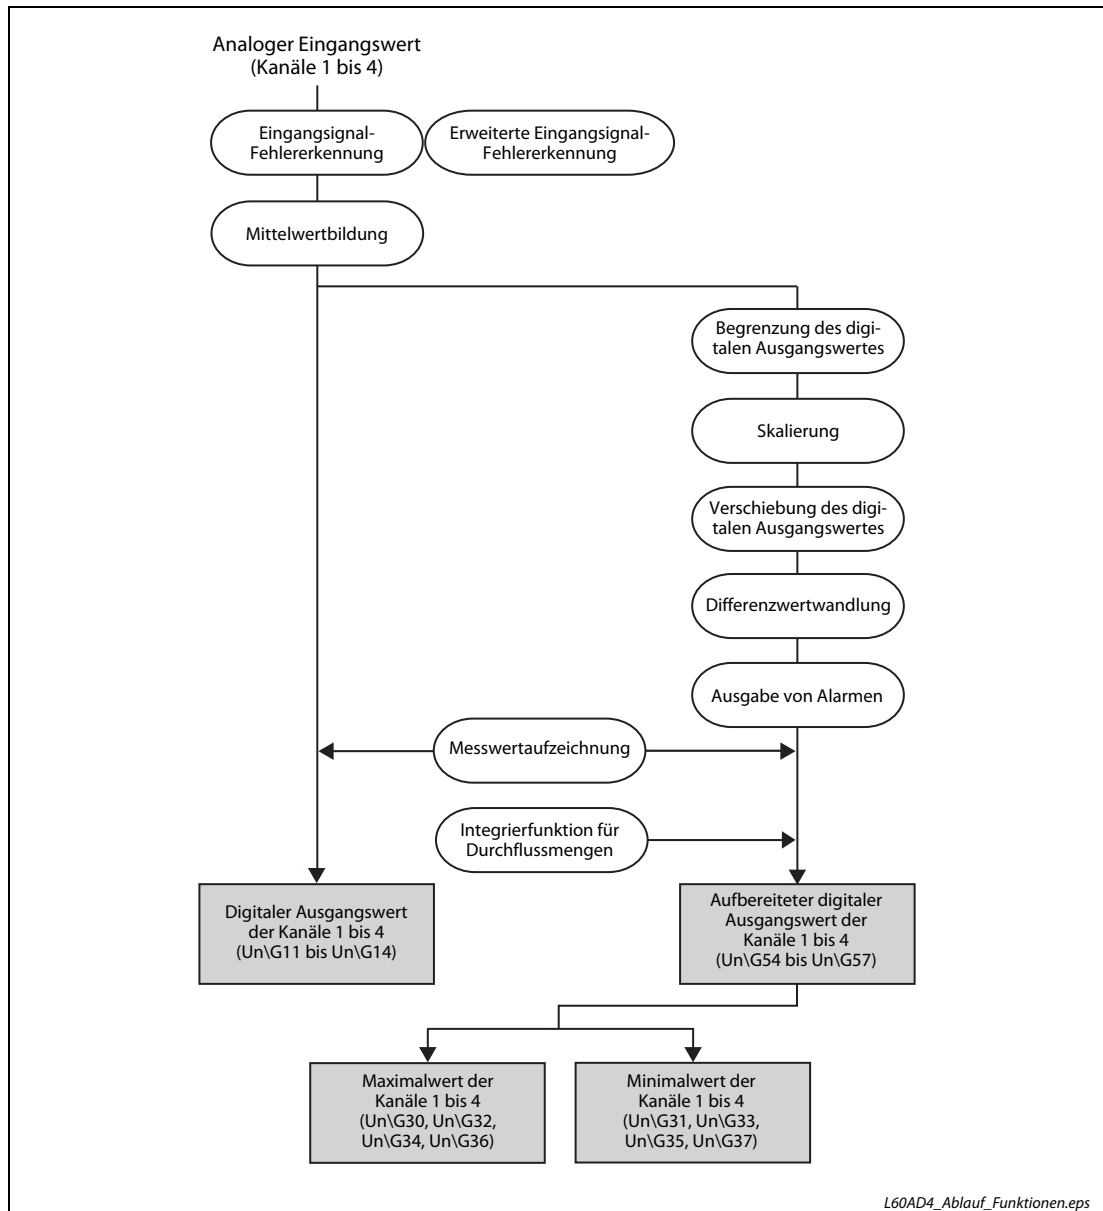 Analoger Eingangswert
(Kanäle 1 bis 4)
Eingangsignal-
Fehlererkennung
Erweiterte Eingangsignal-
Fehlererkennung
Mittelwertbildung
Begrenzung des digi-
talen Ausgangswertes
Skalierung
Verschiebung des digi-
talen Ausgangswertes
Differenzwertwandlung
Ausgabe von Alarmen
Messwertaufzeichnung
Integrierfunktion für
Durchflussmengen
Digitaler Ausgangswert
der Kanäle 1 bis 4
(Un\G11 bis Un\G14)
Aufbereiteter digitaler
Ausgangswert der
Kanäle 1 bis 4
(Un\G54 bis Un\G57)
Maximalwert der
Kanäle 1 bis 4
(Un\G30, Un\G32,
Un\G34, Un\G36)
Minimalwert der
Kanäle 1 bis 4
(Un\G31, Un\G33,
Un\G35, Un\G37)
L60AD4_Ablauf_Funktionen.eps